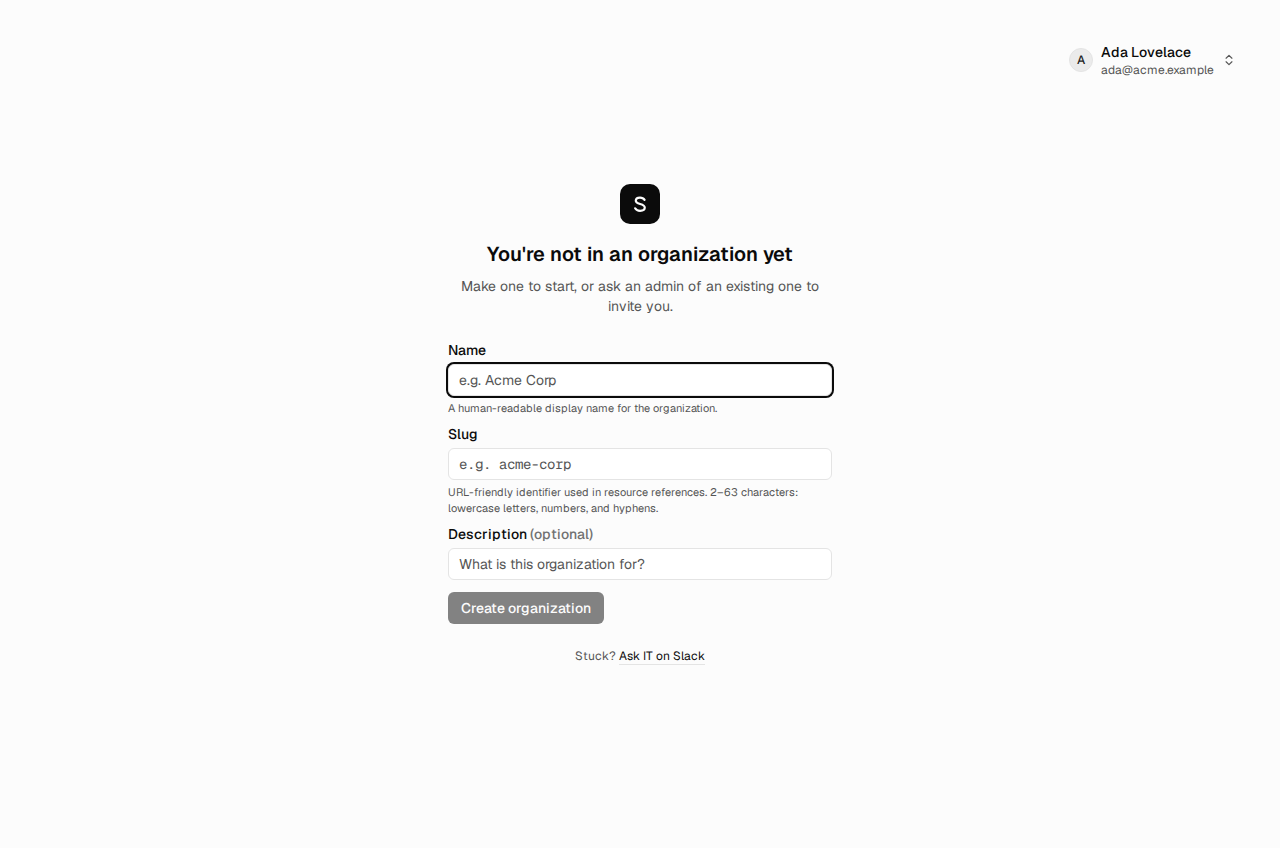 A
Ada Lovelace
ada@acme.example
S
You're not in an organization yet
Make one to start, or ask an admin of an existing one to
invite you.
Name
e.g. Acme Corp
A human-readable display name for the organization.
Slug
e.g. acme-corp
URL-friendly identifier used in resource references. 2–63 characters:
lowercase letters, numbers, and hyphens.
Description (optional)
What is this organization for?
Create organization
Stuck? Ask IT on Slack